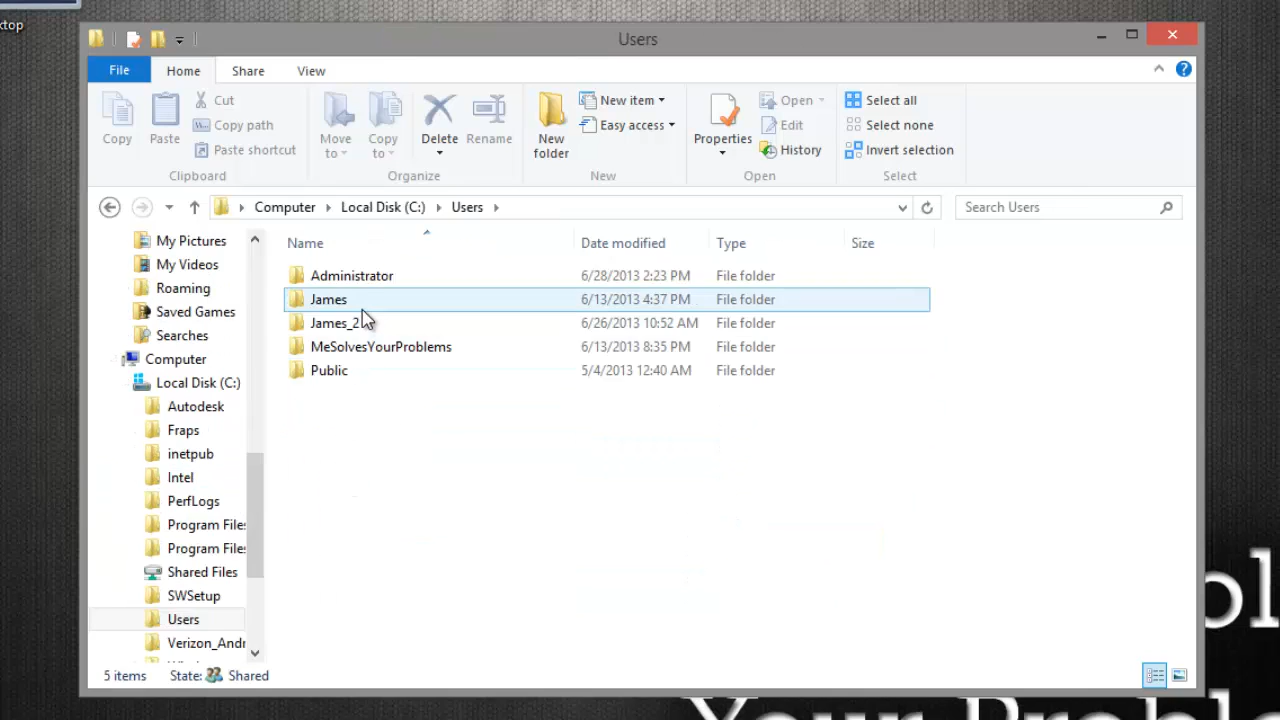 ktop
Users
File Home Share View
Copy
Paste
Cut
Copy path
Paste shortcut
Clipboard
Move to
Copy to
Delete
Rename
Organize
New folder
New item
Easy access
New
Properties
Open
Edit
History
Open
Select all
Select none
Invert selection
Select
Computer Local Disk (C:) Users
Search Users
My Pictures
My Videos
Roaming
Saved Games
Searches
Computer
Local Disk (C:)
Autodesk
Fraps
inetpub
Intel
PerfLogs
Program Files
Program Files
Shared Files
SWSetup
Users
Verizon_Andr
Name Date modified Type Size
Administrator 6/28/2013 2:23 PM File folder
James 6/13/2013 4:37 PM File folder
James_2 6/26/2013 10:52 AM File folder
MeSolvesYourProblems 6/13/2013 8:35 PM File folder
Public 5/4/2013 12:40 AM File folder
5 items State: Shared
ol
Your Probl